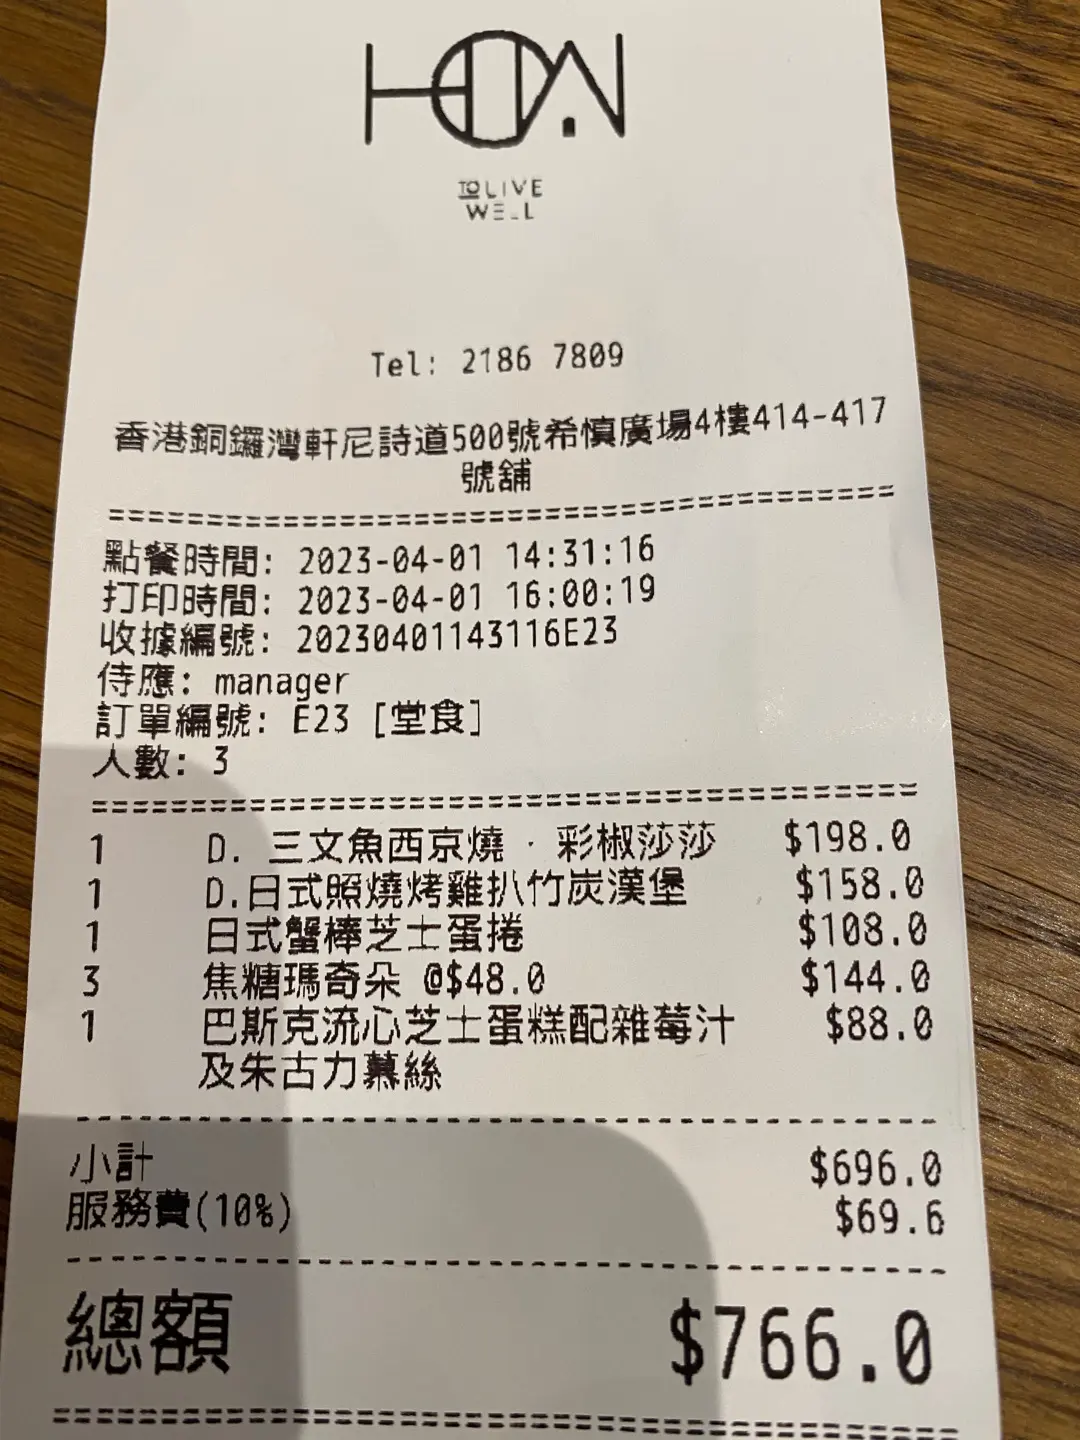 HOW
TO LIVE
WELL
Tel: 2186 7809
香港銅鑼灣軒尼詩道500號希慎廣場4樓414-417
號舖
點餐時間: 2023-04-01 14:31:16
打印時間: 2023-04-01 16:00:19
收據編號: 20230401143116E23
侍應: manager
訂單編號: E23 [堂食]
人數: 3
1 D. 三文魚西京燒 · 彩椒莎莎 $198.0
1 D.日式照燒烤雞扒竹炭漢堡 $158.0
1 日式蟹棒芝士蛋捲 $108.0
3 焦糖瑪奇朵 @$48.0 $144.0
1 巴斯克流心芝士蛋糕配雜莓汁 $88.0
及朱古力慕絲
小計 $696.0
服務費(10%) $69.6
總額 $766.0